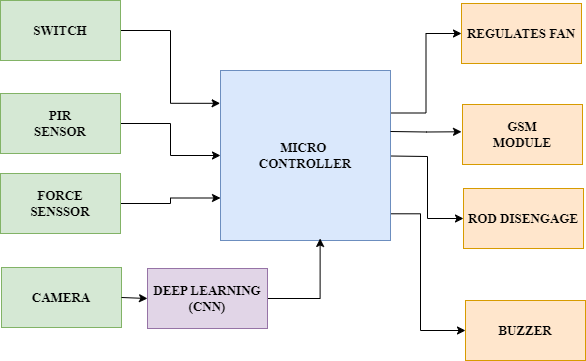 SWITCH
PIR
SENSOR
FORCE
SENSSOR
CAMERA
DEEP LEARNING
(CNN)
MICRO
CONTROLLER
REGULATES FAN
GSM
MODULE
ROD DISENGAGE
BUZZER